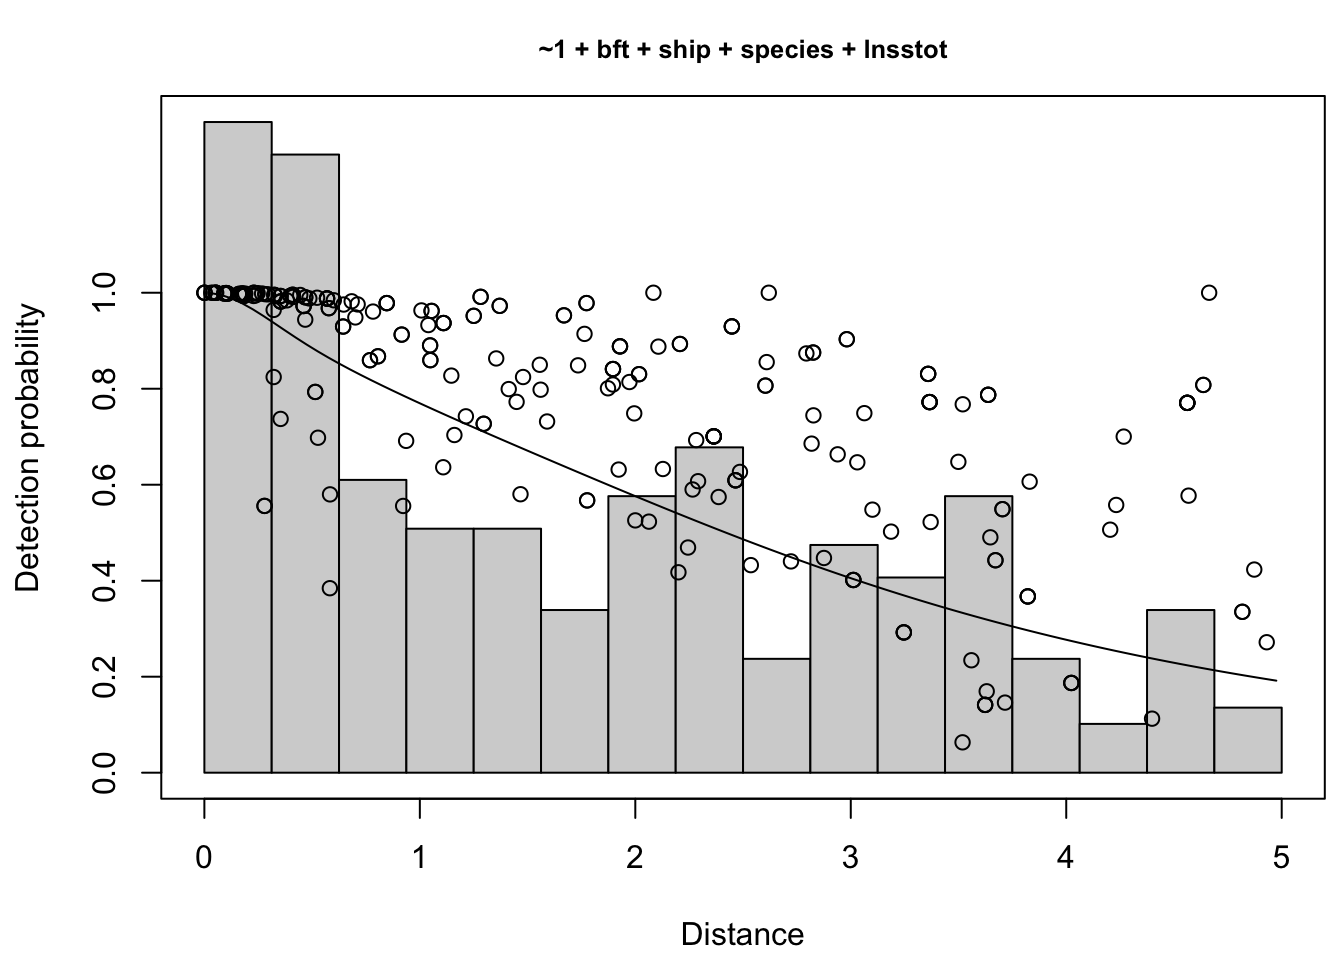 ~1 + bft + ship + species + lnsstot
Detection probability
1.0
0.8
0.6
0.4
0.2
0.0
0 1 2 3 4 5
Distance